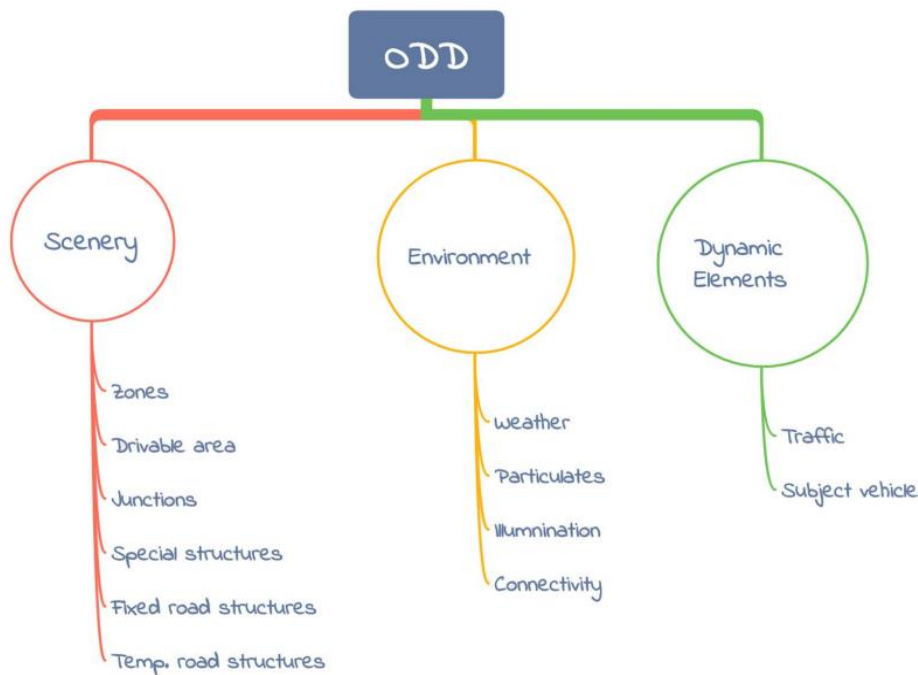 ODD
Scenery
Zones
Drivable area
Junctions
Special structures
Fixed road structures
Temp. road structures
Environment
Weather
Particulates
Illumnination
Connectivity
Dynamic
Elements
Traffic
Subject vehicle